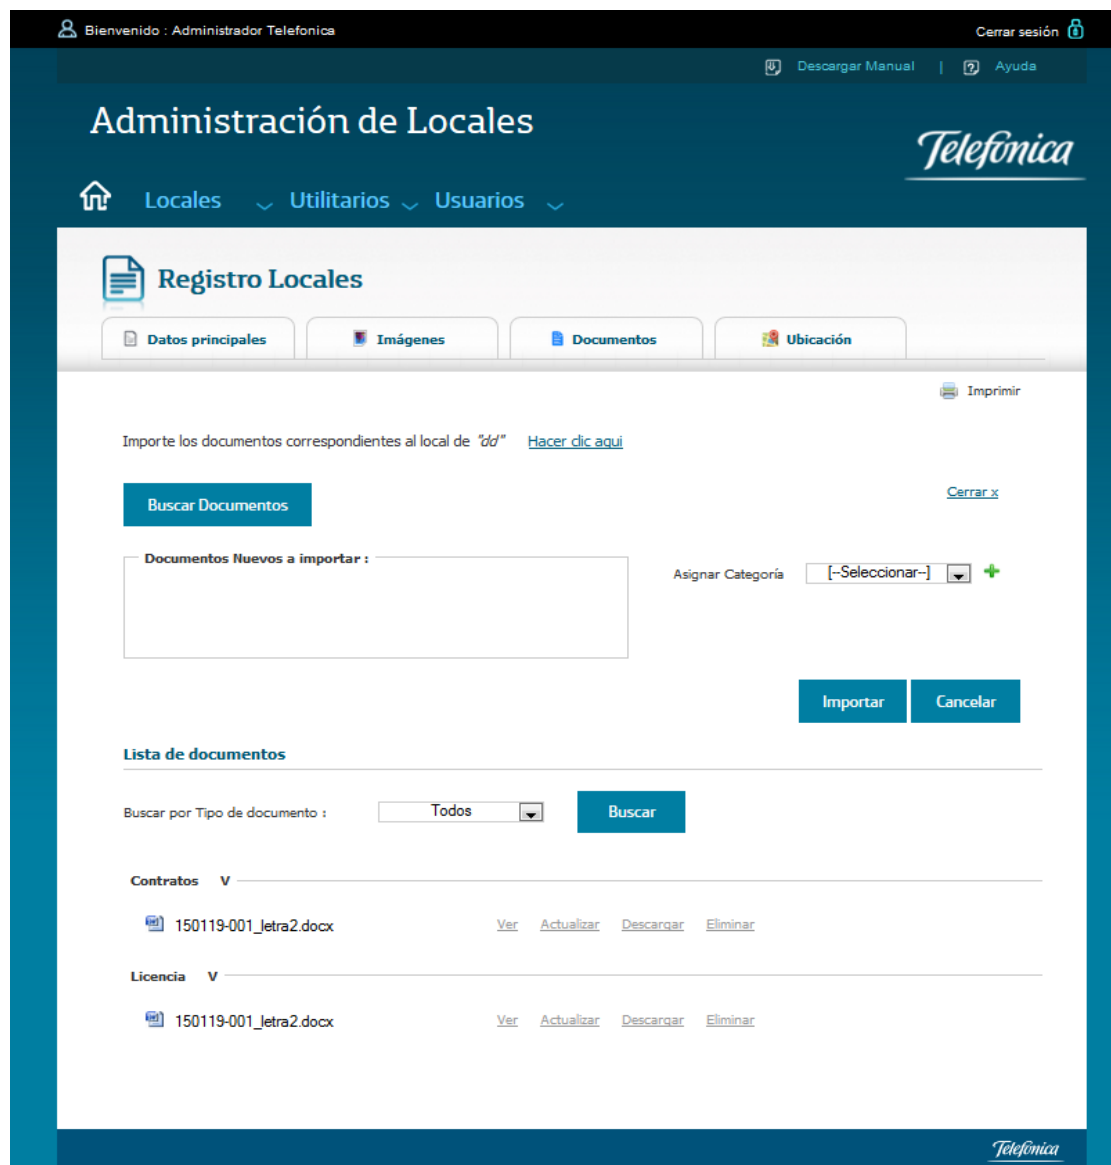 Bienvenido : Administrador Telefonica
Cerrar sesión
Descargar Manual | Ayuda
Administración de Locales
Telefónica
Locales Utilitarios Usuarios
Registro Locales
Datos principales Imágenes Documentos Ubicación
Imprimir
Importe los documentos correspondientes al local de "dd" Hacer clic aqui
Cerrar x
Buscar Documentos
Documentos Nuevos a importar :
Asignar Categoría [--Seleccionar--]
Importar Cancelar
Lista de documentos
Buscar por Tipo de documento : Todos Buscar
Contratos V
150119-001_letra2.docx Ver Actualizar Descargar Eliminar
Licencia V
150119-001_letra2.docx Ver Actualizar Descargar Eliminar
Telefónica